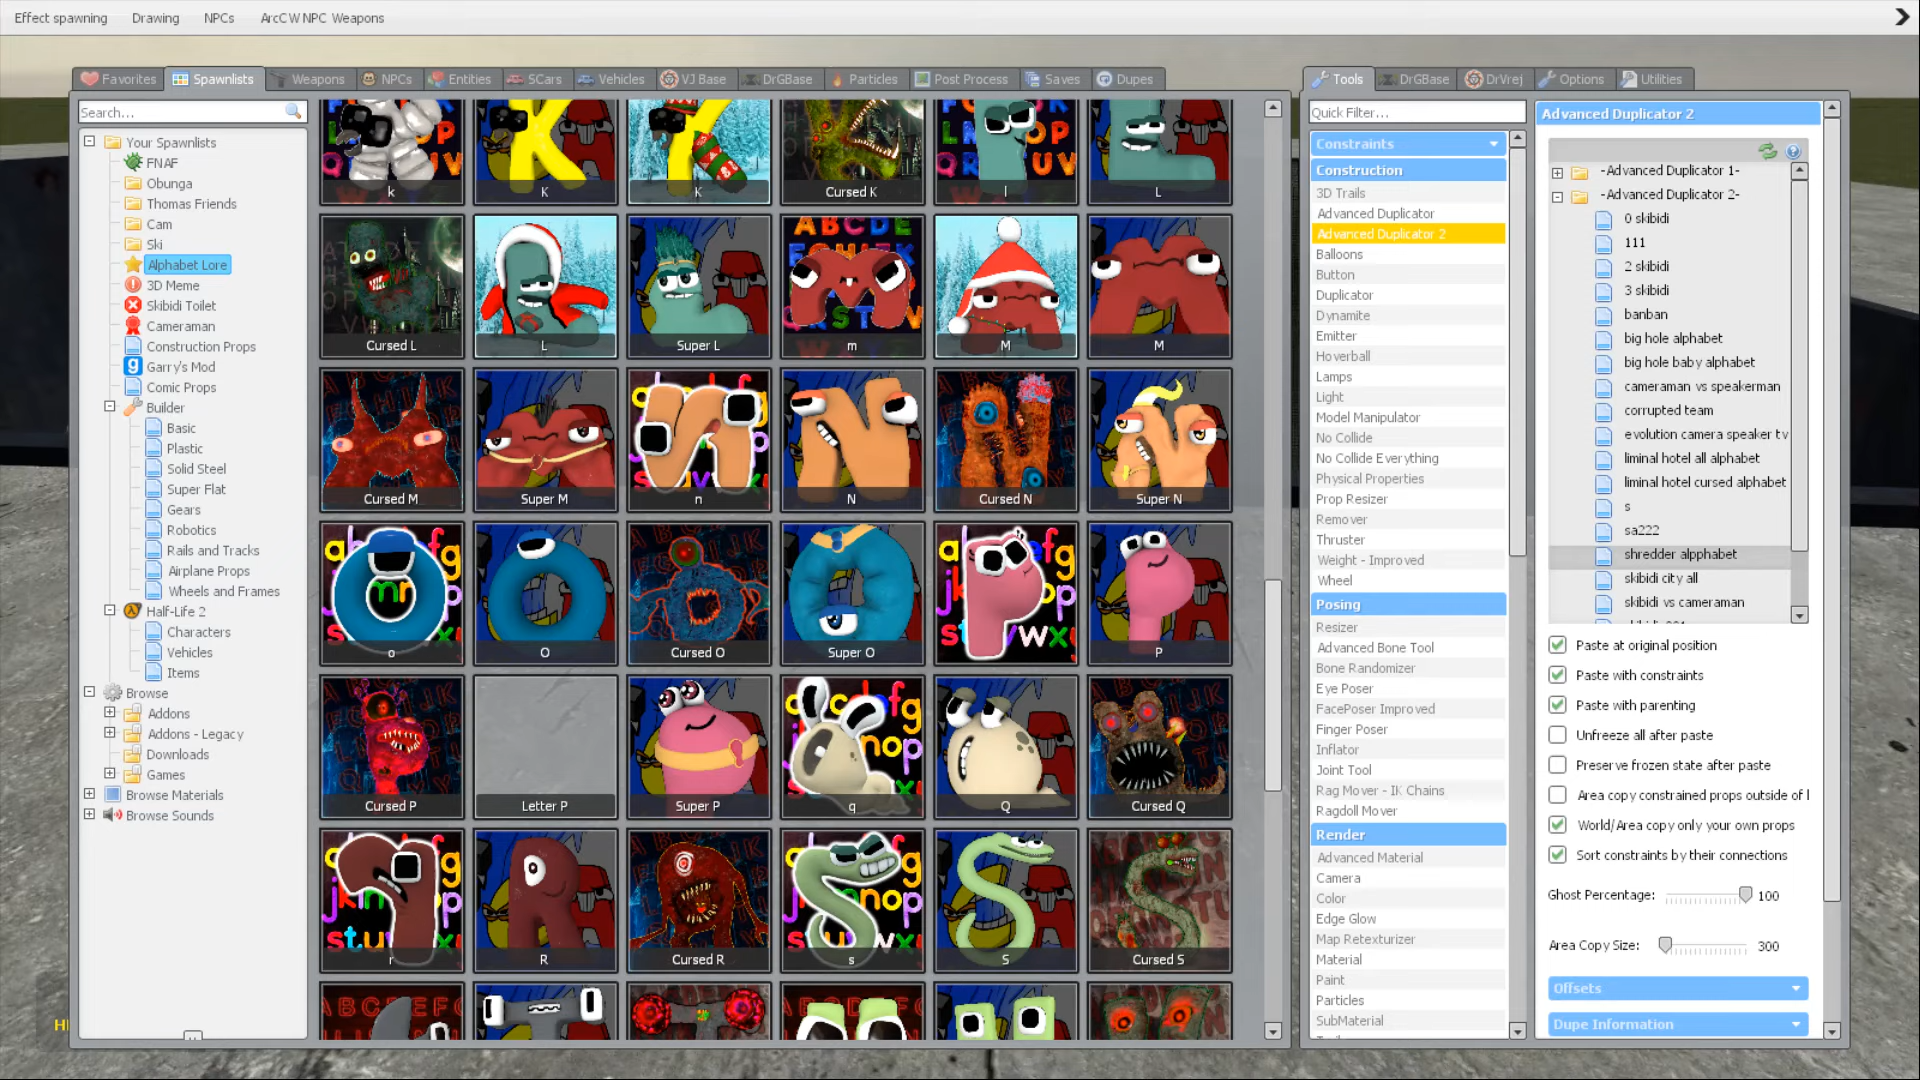 Effect spawning Drawing NPCs ArcCW NPC Weapons
Favorites Spawnlists Weapons NPCs Entities SCars Vehicles VJ Base DrGBase Particles Post Process Saves Dupes
Tools DrGBase DrVrej Options Utilities
Search...
Your Spawnlists
FNAF
Obunga
Thomas Friends
Cam
Ski
Alphabet Lore
3D Meme
Skibidi Toilet
Cameraman
Construction Props
Garry's Mod
Comic Props
Builder
Basic
Plastic
Solid Steel
Super Flat
Gears
Robotics
Rails and Tracks
Airplane Props
Wheels and Frames
Half-Life 2
Characters
Vehicles
Items
Browse
Addons
Addons - Legacy
Downloads
Games
Browse Materials
Browse Sounds
k K K Cursed K l L
Cursed L L Super L m M M
Cursed M Super M n N Cursed N Super N
o O Cursed O Super O P P
Cursed P Letter P Super P q Q Cursed Q
r R Cursed R s S Cursed S
Quick Filter...
Constraints
Construction
3D Trails
Advanced Duplicator
Advanced Duplicator 2
Balloons
Button
Duplicator
Dynamite
Emitter
Hoverball
Lamps
Light
Model Manipulator
No Collide
No Collide Everything
Physical Properties
Prop Resizer
Remover
Thruster
Weight - Improved
Wheel
Posing
Resizer
Advanced Bone Tool
Bone Randomizer
Eye Poser
FacePoser Improved
Finger Poser
Inflator
Joint Tool
Rag Mover - IK Chains
Ragdoll Mover
Render
Advanced Material
Camera
Color
Edge Glow
Map Retexturizer
Material
Paint
Particles
SubMaterial
Advanced Duplicator 2
-Advanced Duplicator 1-
-Advanced Duplicator 2-
0 skibidi
111
2 skibidi
3 skibidi
banban
big hole alphabet
big hole baby alphabet
cameraman vs speakerman
corrupted team
evolution camera speaker tv
liminal hotel all alphabet
liminal hotel cursed alphabet
s
sa222
shredder alpphabet
skibidi city all
skibidi vs cameraman
Paste at original position
Paste with constraints
Paste with parenting
Unfreeze all after paste
Preserve frozen state after paste
Area copy constrained props outside of
World/Area copy only your own props
Sort constraints by their connections
Ghost Percentage: 100
Area Copy Size: 300
Offsets
Dupe Information